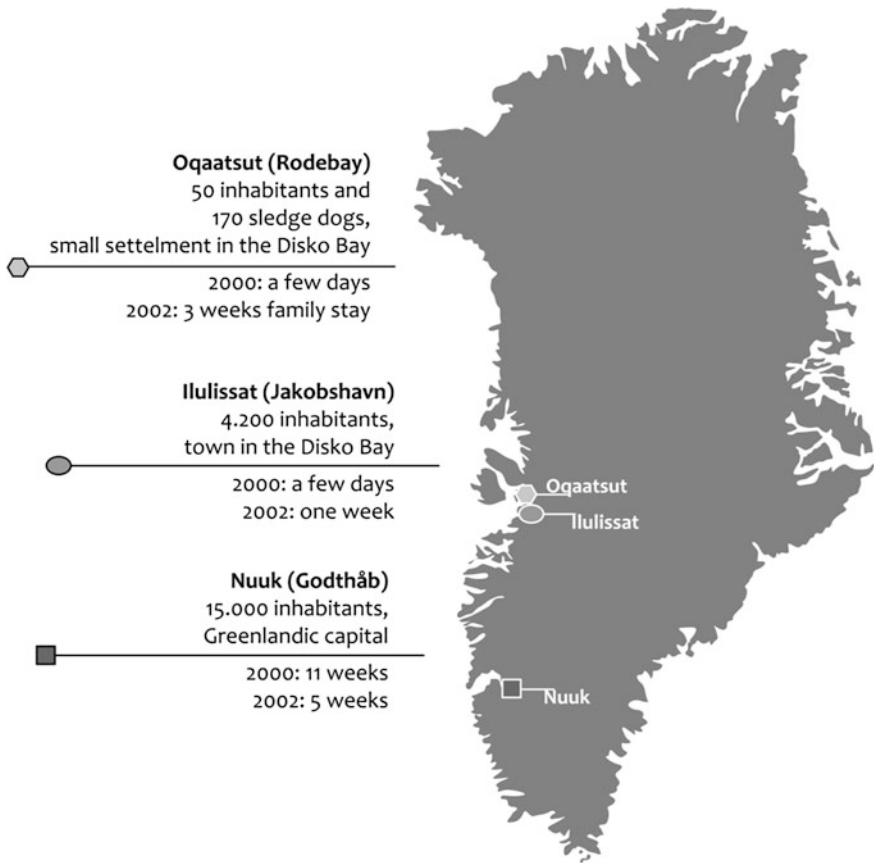 Oqaatsut (Rodebay)
50 inhabitants and
170 sledge dogs,
small settelment in the Disko Bay
2000: a few days
2002: 3 weeks family stay
Ilulissat (Jakobshavn)
4.200 inhabitants,
town in the Disko Bay
2000: a few days
2002: one week
Nuuk (Godthåb)
15.000 inhabitants,
Greenlandic capital
2000: 11 weeks
2002: 5 weeks
Oqaatsut
Ilulissat
Nuuk